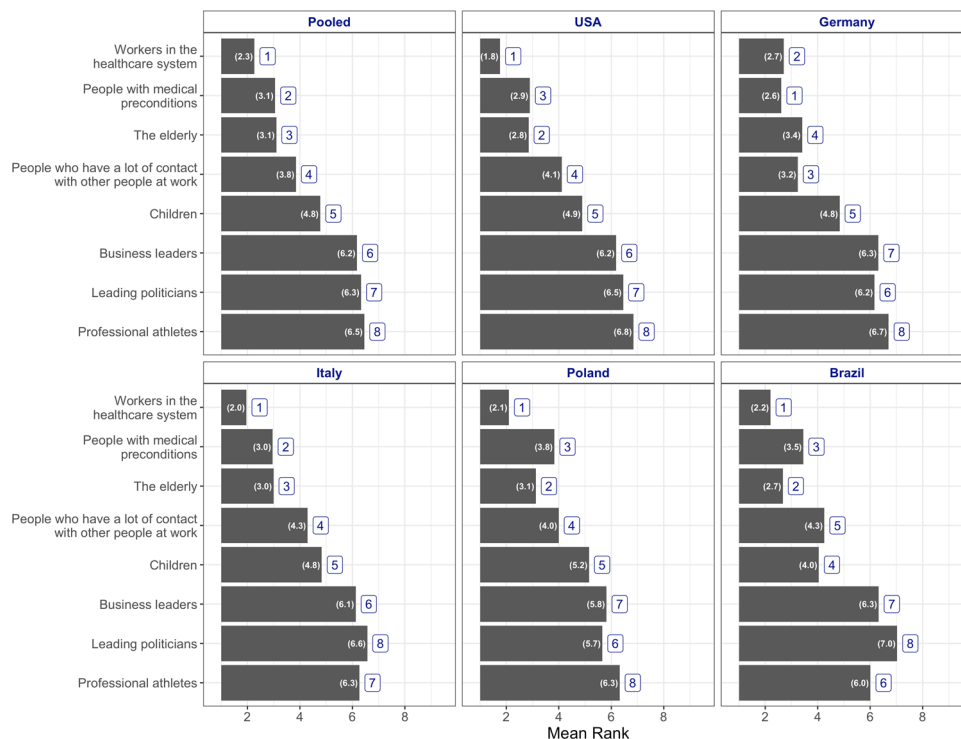 Pooled
USA
Germany
Workers in the
healthcare system
(2.3) 1
(1.8) 1
(2.7) 2
People with medical
preconditions
(3.1) 2
(2.9) 3
(2.6) 1
The elderly
(3.1) 3
(2.8) 2
(3.4) 4
People who have a lot of contact
with other people at work
(3.8) 4
(4.1) 4
(3.2) 3
Children
(4.8) 5
(4.9) 5
(4.8) 5
Business leaders
(6.2) 6
(6.2) 6
(6.3) 7
Leading politicians
(6.3) 7
(6.5) 7
(6.2) 6
Professional athletes
(6.5) 8
(6.8) 8
(6.7) 8
Italy
Poland
Brazil
Workers in the
healthcare system
(2.0) 1
(2.1) 1
(2.2) 1
People with medical
preconditions
(3.0) 2
(3.8) 3
(3.5) 3
The elderly
(3.0) 3
(3.1) 2
(2.7) 2
People who have a lot of contact
with other people at work
(4.3) 4
(4.0) 4
(4.3) 5
Children
(4.8) 5
(5.2) 5
(4.0) 4
Business leaders
(6.1) 6
(5.8) 7
(6.3) 7
Leading politicians
(6.6) 8
(5.7) 6
(7.0) 8
Professional athletes
(6.3) 7
(6.3) 8
(6.0) 6
2 4 6 8
2 4 6 8
2 4 6 8
Mean Rank